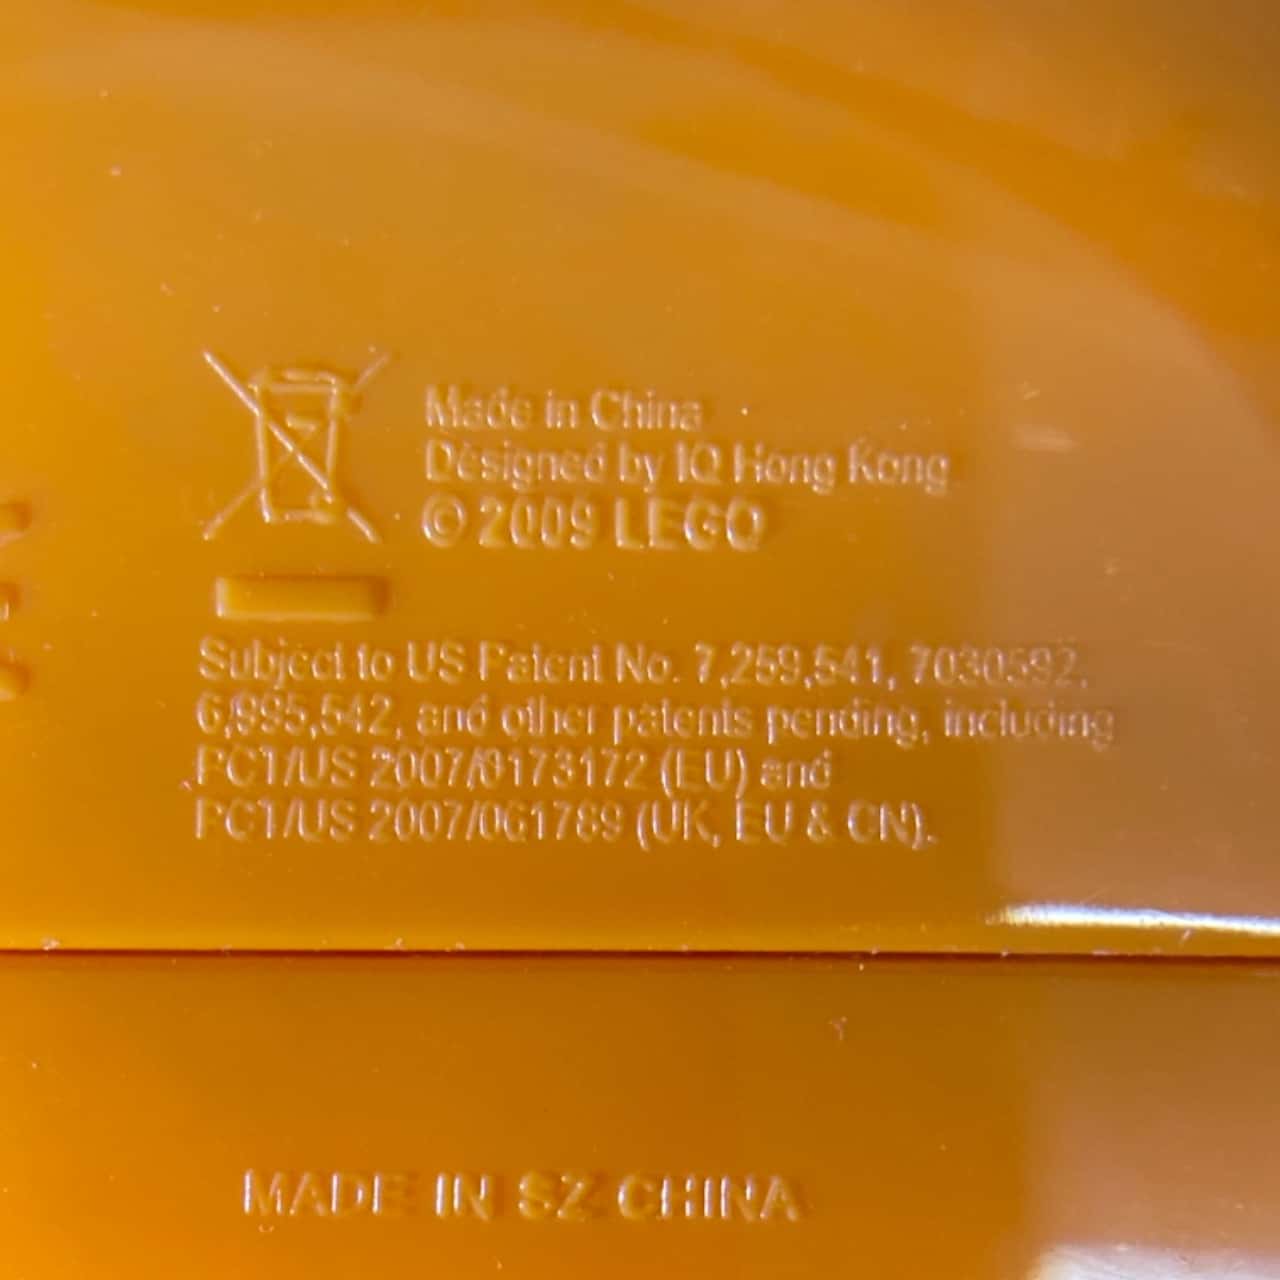 Made in China
Designed by IQ Hong Kong
© 2009 LEGO
Subject to US Patent No. 7,259,541, 7030592,
6,995,542, and other patents pending, including
PCT/US 2007/0173172 (EU) and
PCT/US 2007/061789 (UK, EU & CN).
MADE IN SZ CHINA